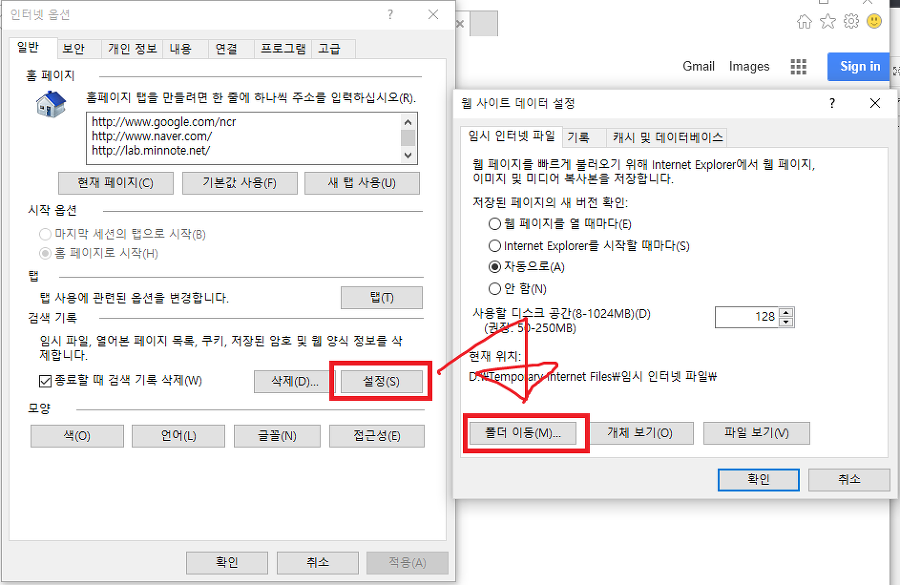 인터넷 옵션
?
일반 보안 개인 정보 내용 연결 프로그램 고급
홈 페이지
홈페이지 탭을 만들려면 한 줄에 하나씩 주소를 입력하십시오(R).
http://www.google.com/ncr
http://www.naver.com/
http://lab.minnote.net/
현재 페이지(C) 기본값 사용(F) 새 탭 사용(U)
시작 옵션
마지막 세션의 탭으로 시작(B)
홈 페이지로 시작(H)
탭
탭 사용에 관련된 옵션을 변경합니다.
탭(T)
검색 기록
임시 파일, 열어본 페이지 목록, 쿠키, 저장된 암호 및 웹 양식 정보를 삭
제합니다.
종료할 때 검색 기록 삭제(W)
삭제(D)... 설정(S)
모양
색(O) 언어(L) 글꼴(N) 접근성(E)
확인 취소 적용(A)
Gmail Images Sign in
웹 사이트 데이터 설정
?
임시 인터넷 파일 기록 캐시 및 데이터베이스
웹 페이지를 빠르게 불러오기 위해 Internet Explorer에서 웹 페이지,
이미지 및 미디어 복사본을 저장합니다.
저장된 페이지의 새 버전 확인:
웹 페이지를 열 때마다(E)
Internet Explorer를 시작할 때마다(S)
자동으로(A)
안 함(N)
사용할 디스크 공간(8-1024MB)(D)
128
(권장: 50-250MB)
현재 위치:
D:₩Temporary Internet Files₩임시 인터넷 파일₩
폴더 이동(M)... 개체 보기(O) 파일 보기(V)
확인 취소